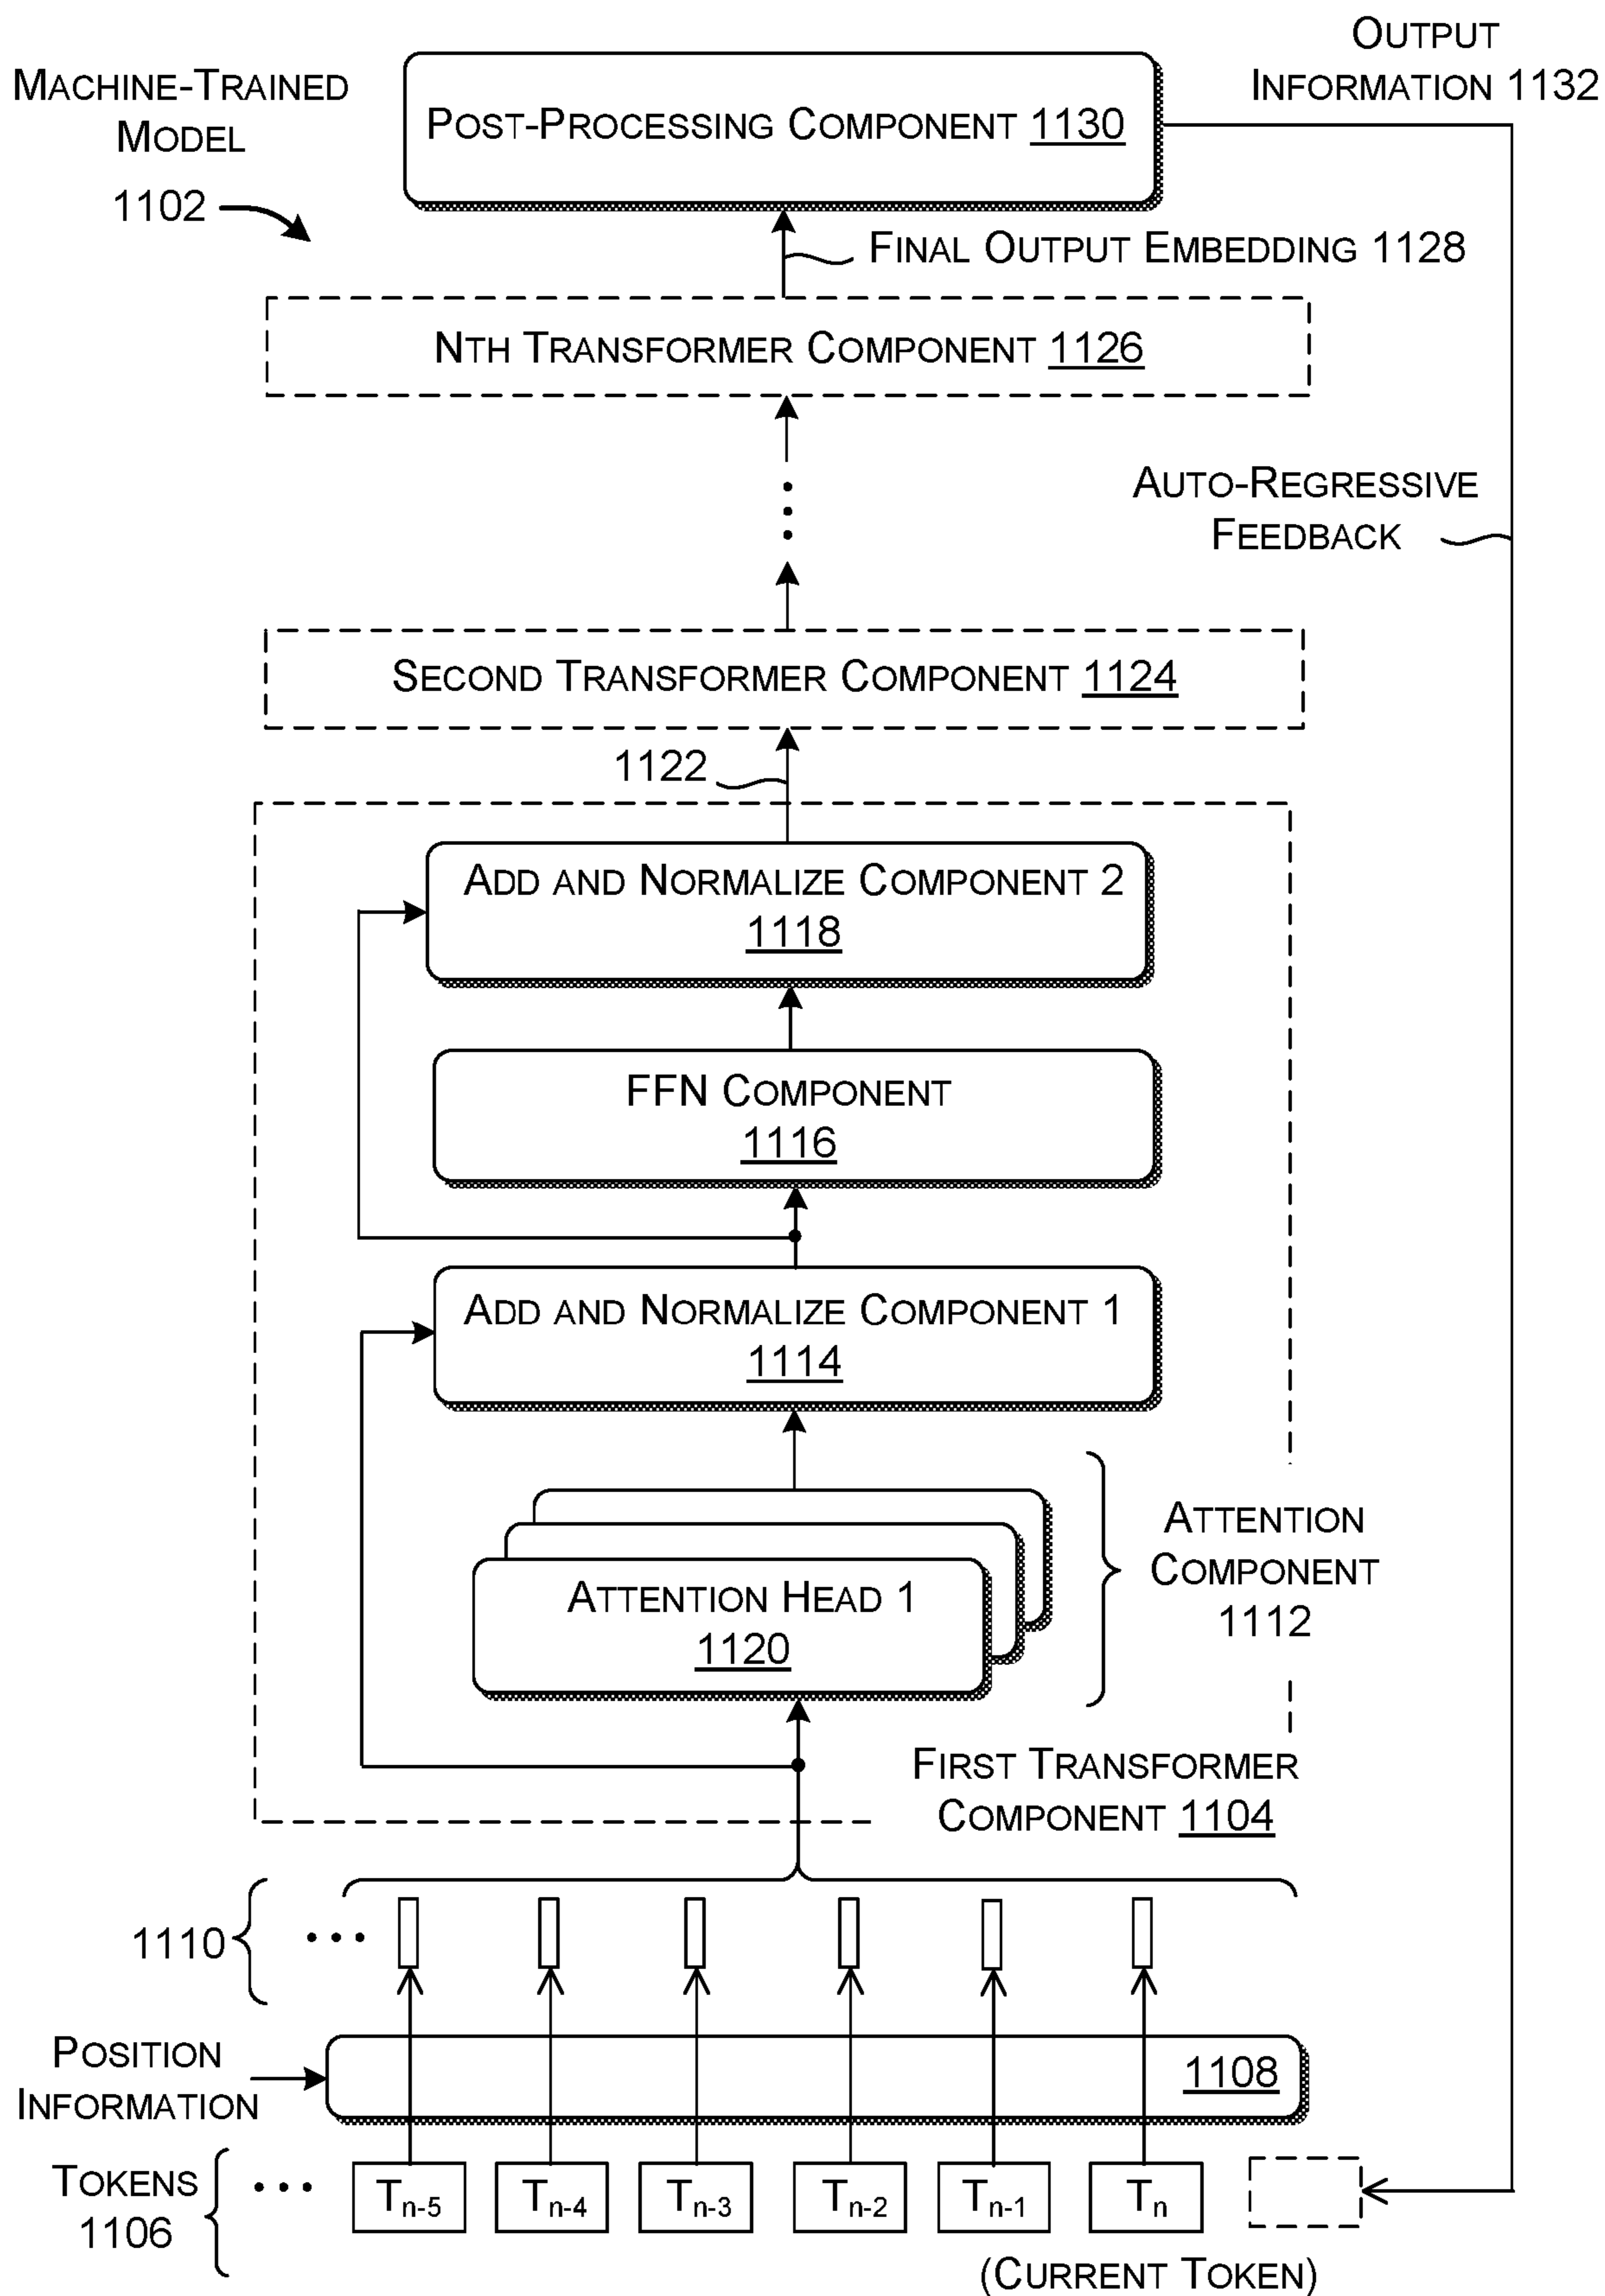 OUTPUT
INFORMATION 1132
MACHINE-TRAINED
MODEL
1102
POST-PROCESSING COMPONENT 1130
FINAL OUTPUT EMBEDDING 1128
NTH TRANSFORMER COMPONENT 1126
AUTO-REGRESSIVE
FEEDBACK
SECOND TRANSFORMER COMPONENT 1124
1122
ADD AND NORMALIZE COMPONENT 2
1118
FFN COMPONENT
1116
ADD AND NORMALIZE COMPONENT 1
1114
ATTENTION HEAD 1
1120
ATTENTION
COMPONENT
1112
FIRST TRANSFORMER
COMPONENT 1104
1110
POSITION
INFORMATION
1108
TOKENS
1106
Tn-5 Tn-4 Tn-3 Tn-2 Tn-1 Tn
(CURRENT TOKEN)